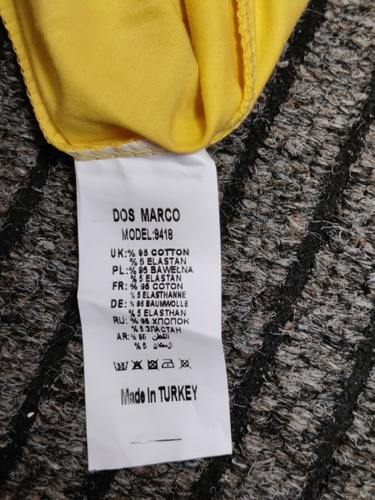 DOS MARCO
MODEL:9418
UK:% 95 COTTON
% 5 ELASTAN
PL:% 95 BAWEŁNA
% 5 ELASTAN
FR:% 95 COTON
% 5 ELASTHANNE
DE:% 95 BAUMWOLLE
% 5 ELASTHAN
RU:% 95 ХЛОПОК
% 5 ЭЛАСТАН
AR:% 95 القطن
% 5
Made In TURKEY